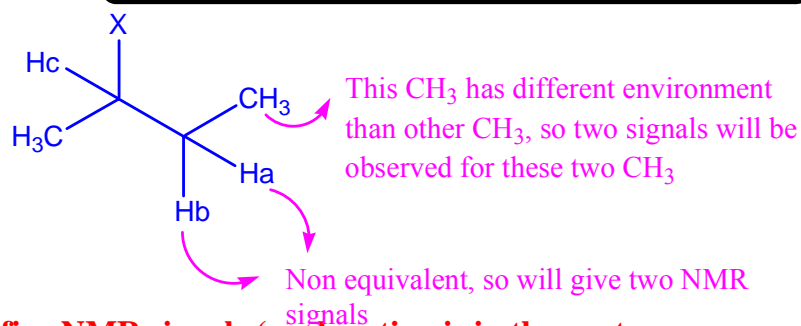 X
Hc
CH3
H3C
Ha
Hb
This CH3 has different environment
than other CH3, so two signals will be
observed for these two CH3
Non equivalent, so will give two NMR
signals
NMR